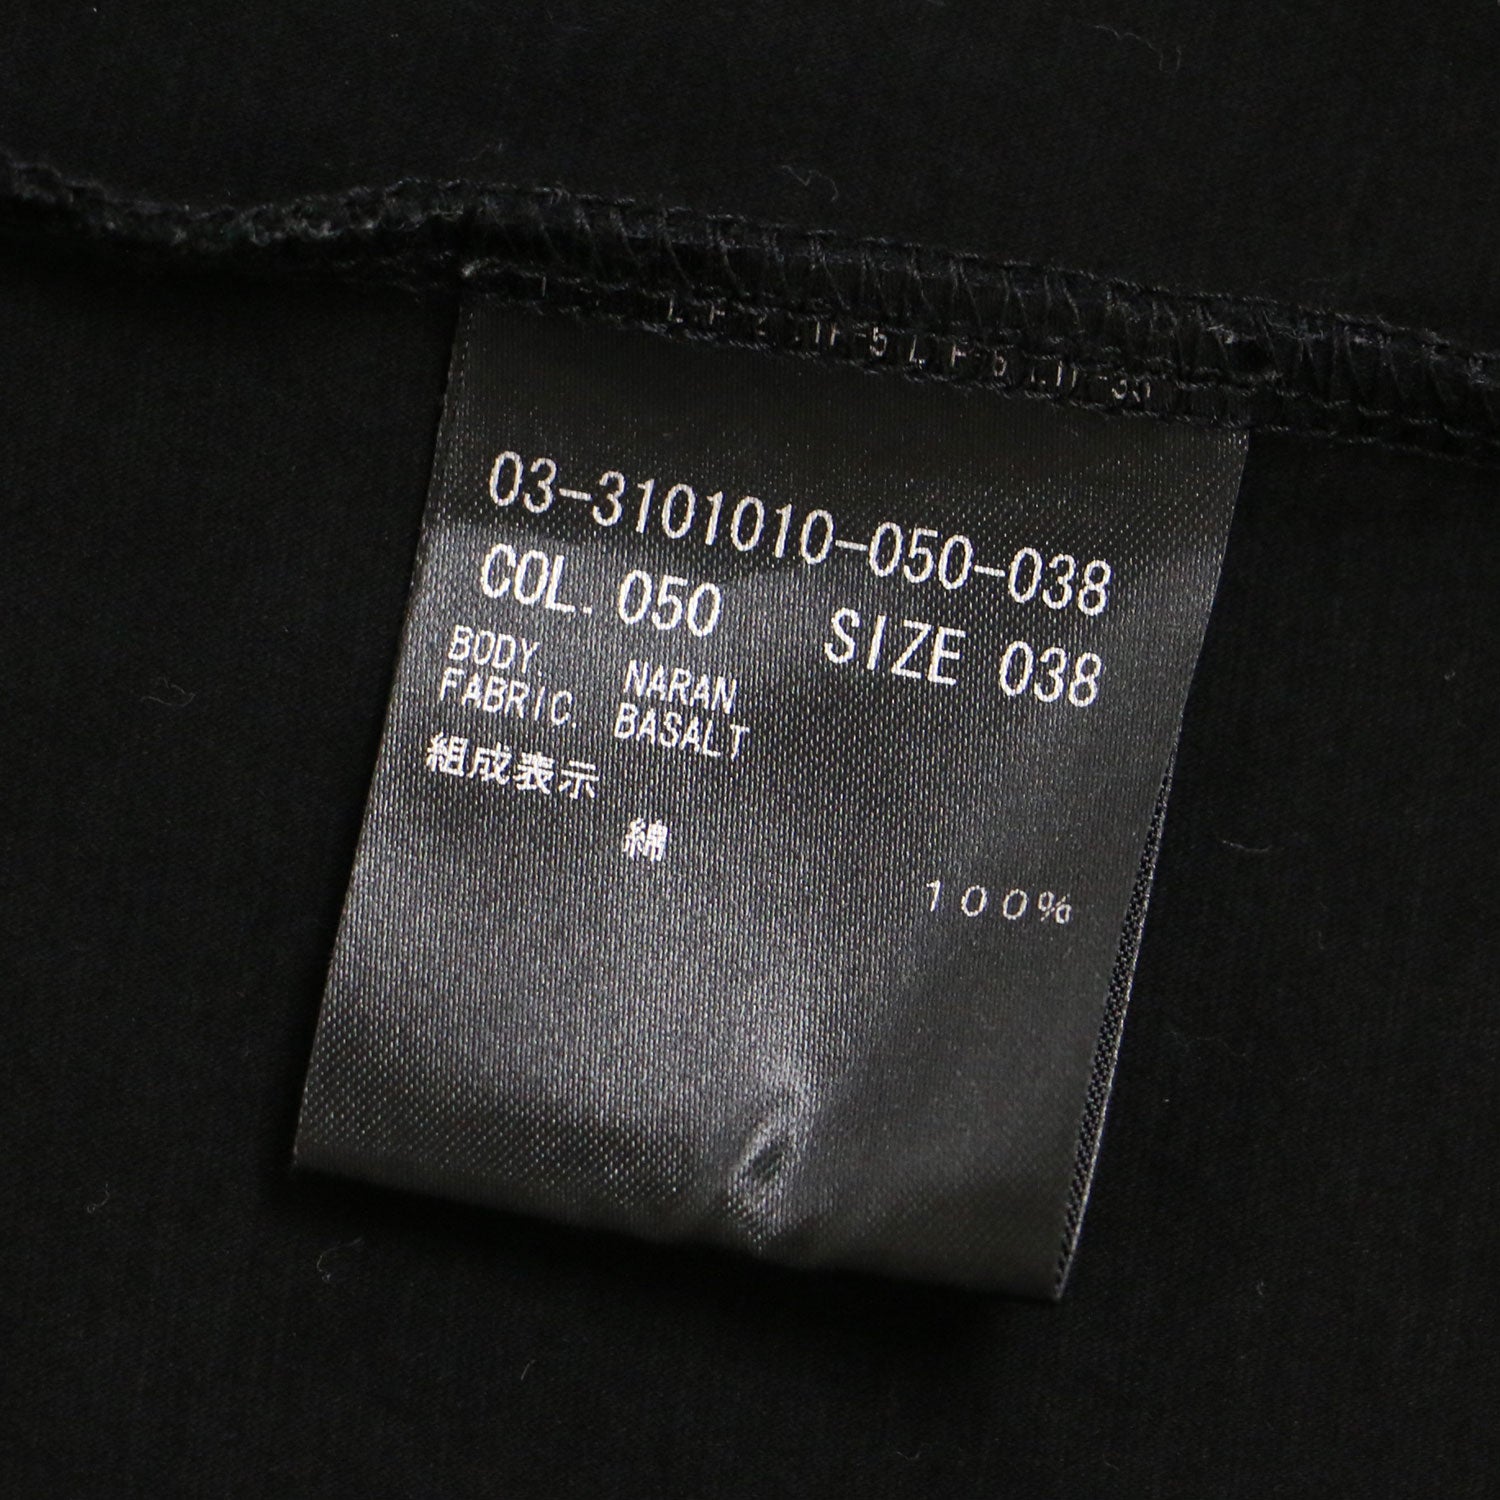 03-3101010-050-038
COL. 050 SIZE 038
BODY. NARAN
FABRIC. BASALT
組成表示
綿 100%